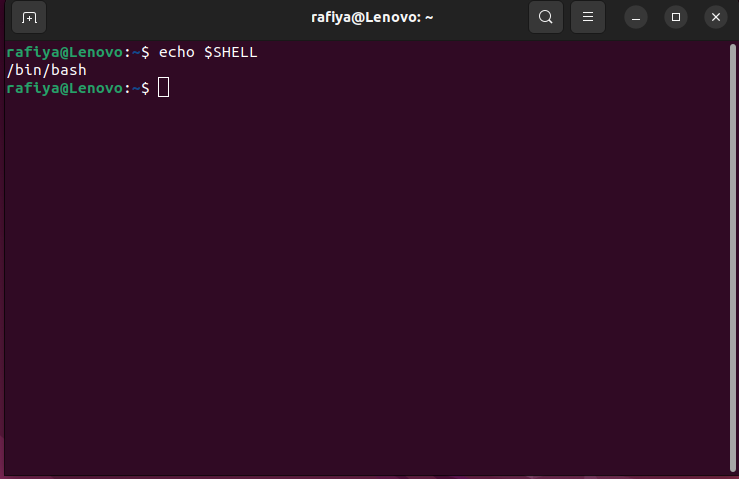 rafiya@Lenovo: ~
rafiya@Lenovo:~$ echo $SHELL
/bin/bash
rafiya@Lenovo:~$